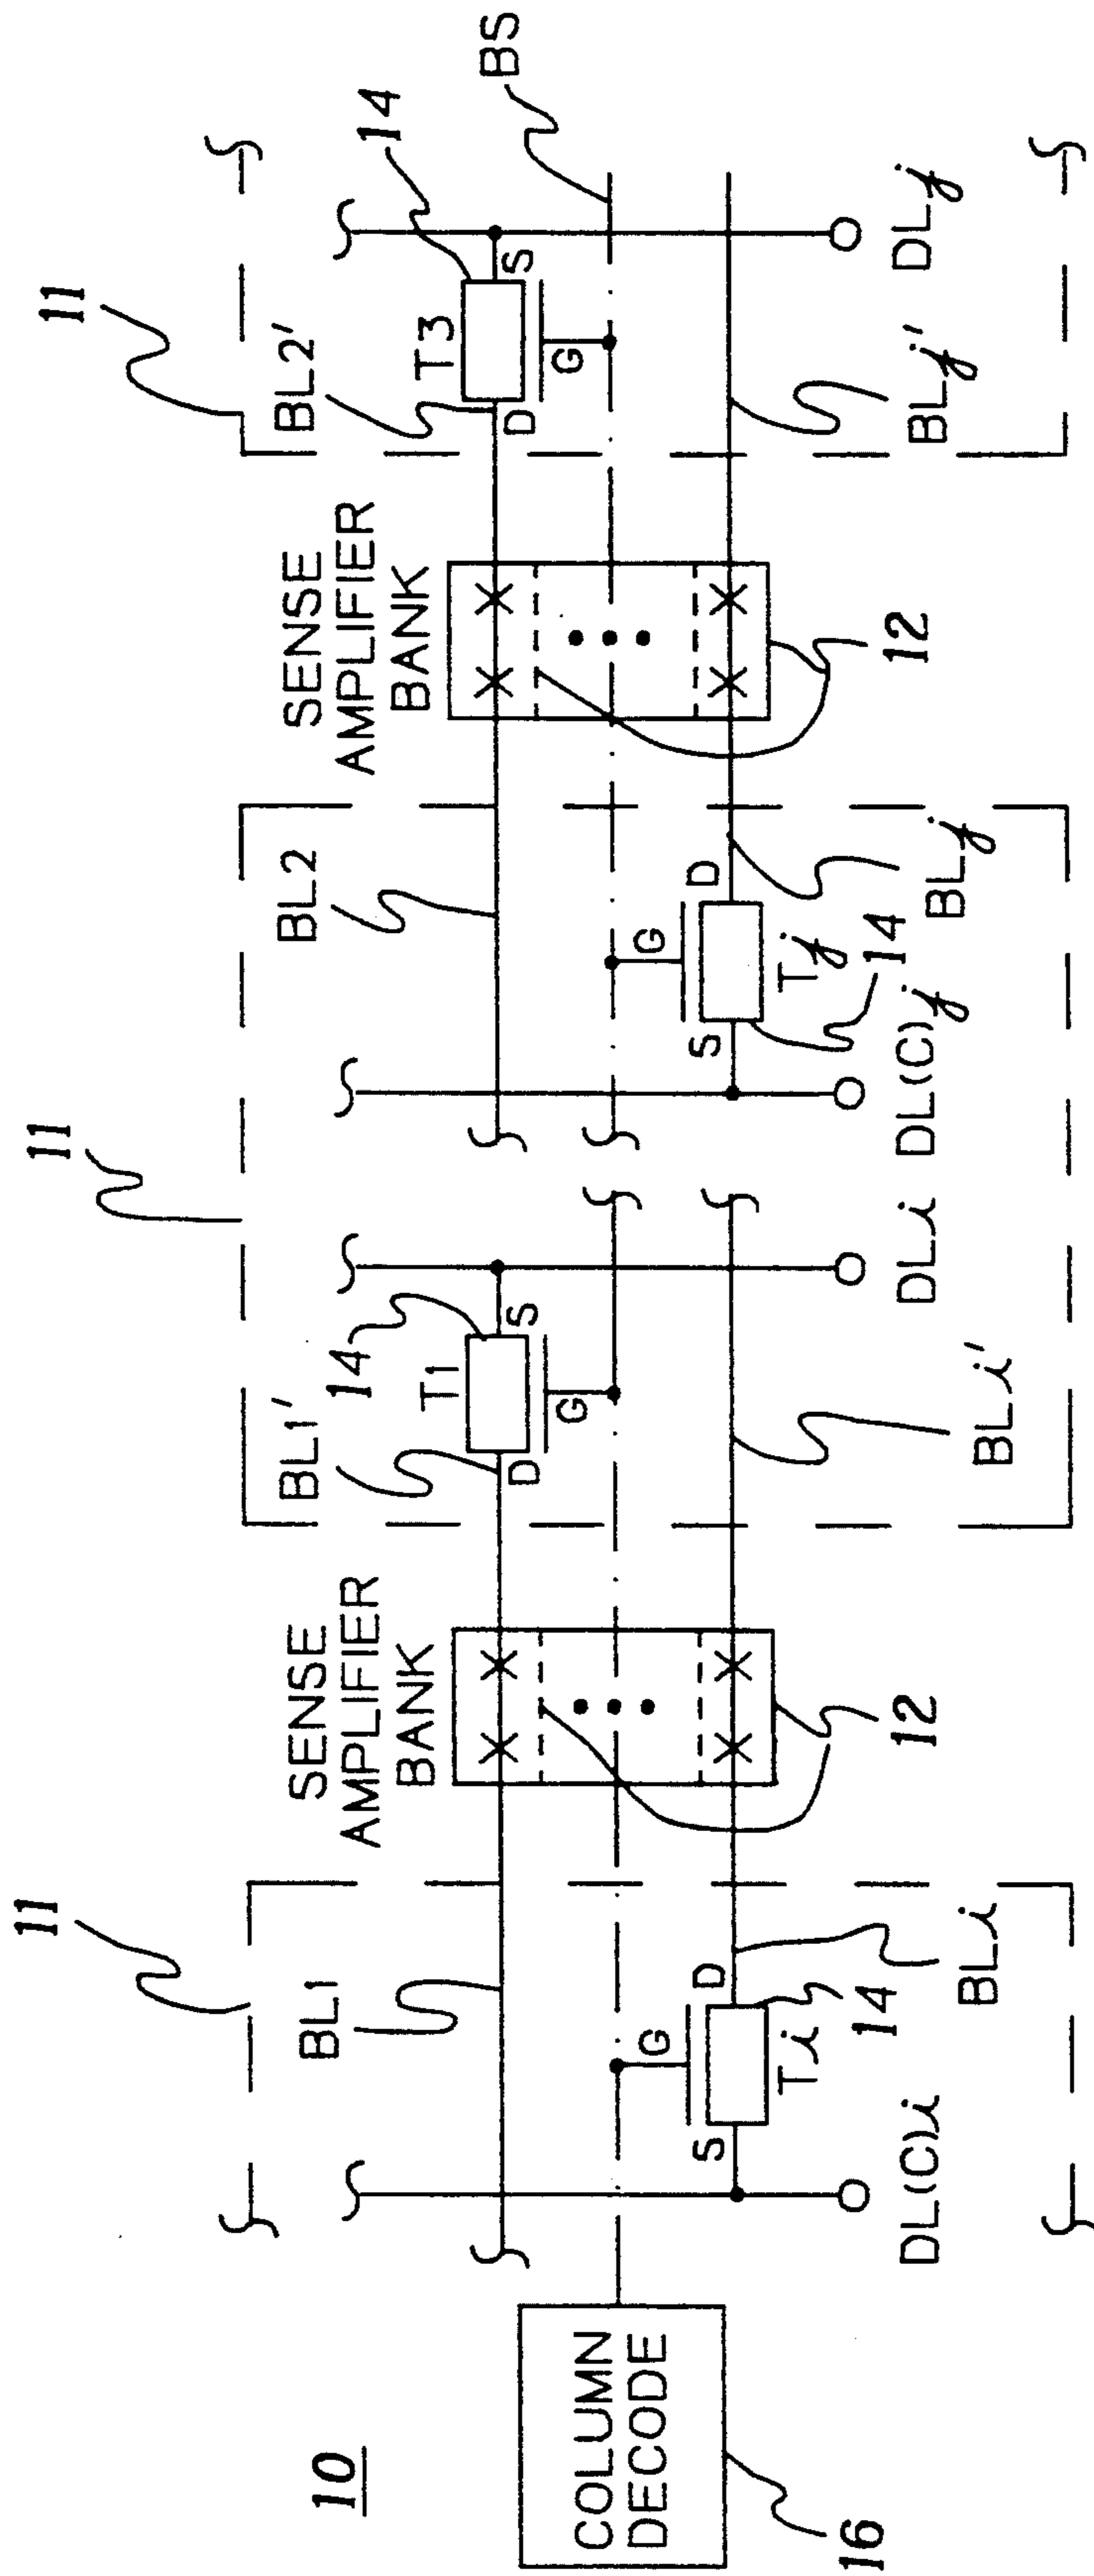 10
COLUMN
DECODE
16
11
BL1
DL(C)i
S
G
D
Ti
14
BLi
SENSE
AMPLIFIER
BANK
12
11
BL1'
14
T1
D
S
G
BLi'
DLi
DL(C)j
BL2
S
G
D
Tj
14
BLj
SENSE
AMPLIFIER
BANK
12
11
BL2'
14
T3
D
S
G
BS
BLj'
DLj